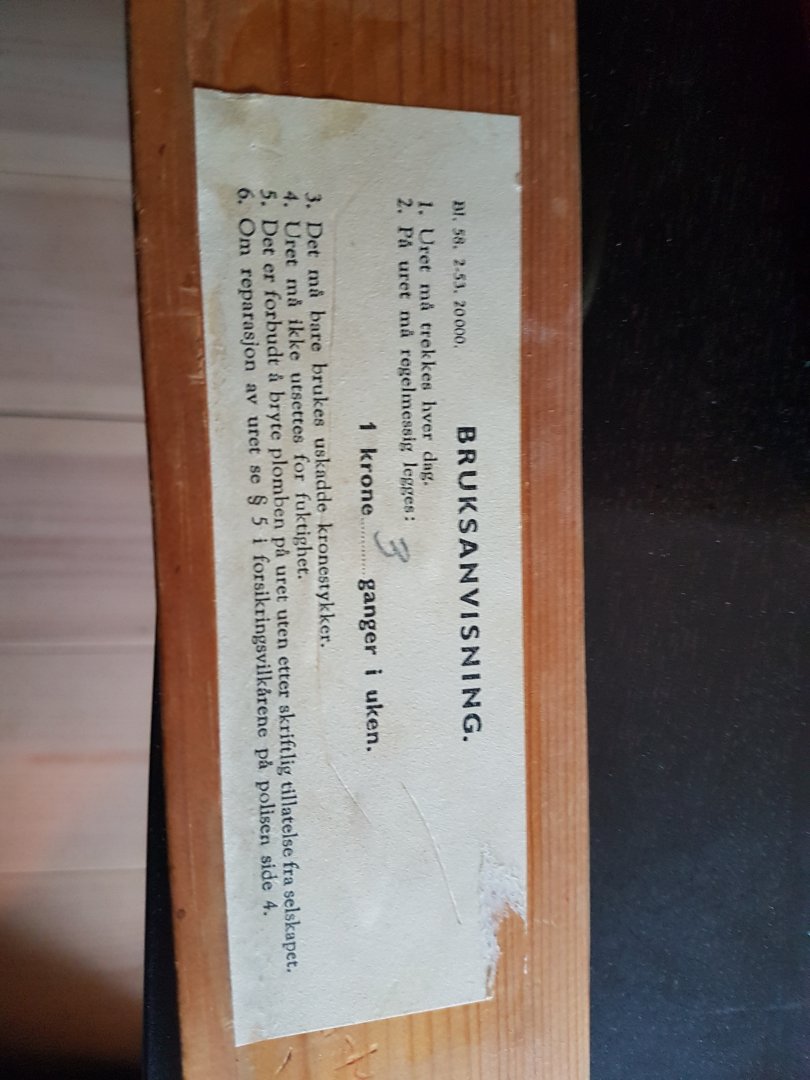 Bl. 58. 2-53. 20 000.
BRUKSANVISNING.
1. Uret må trekkes hver dag.
2. På uret må regelmessig legges:
1 krone 3 ganger i uken.
3. Det må bare brukes uskadde kronestykker.
4. Uret må ikke utsettes for fuktighet.
5. Det er forbudt å bryte plomben på uret uten etter skriftlig tillatelse fra selskapet.
6. Om reparasjon av uret se § 5 i forsikringsvilkårene på polisen side 4.